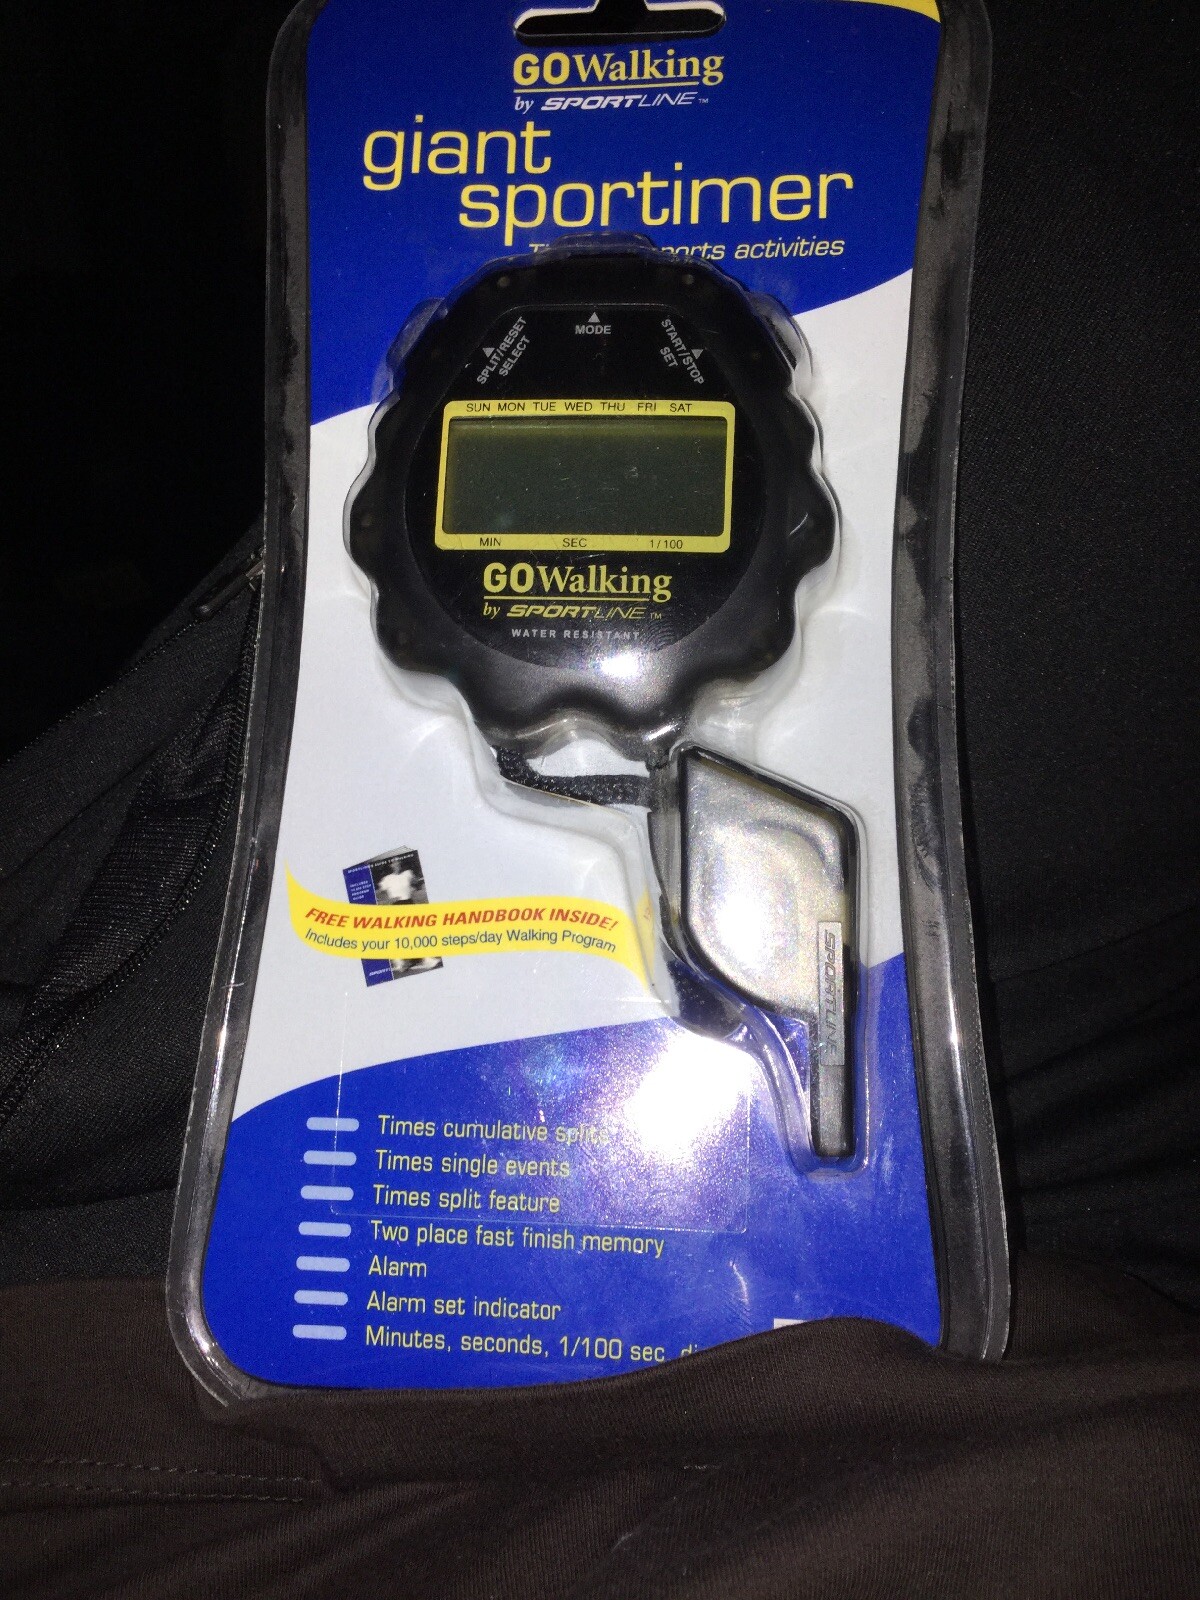 GOWalking
by SPORTLINE™
giant
sportimer
sports activities
MODE
SPLIT/RESET
SELECT
START/STOP
SET
SUN MON TUE WED THU FRI SAT
MIN SEC 1/100
GOWalking
by SPORTLINE™
WATER RESISTANT
SPORTLINE
FREE WALKING HANDBOOK INSIDE!
Includes your 10,000 steps/day Walking Program
Times cumulative splits
Times single events
Times split feature
Two place fast finish memory
Alarm
Alarm set indicator
Minutes, seconds, 1/100 sec.